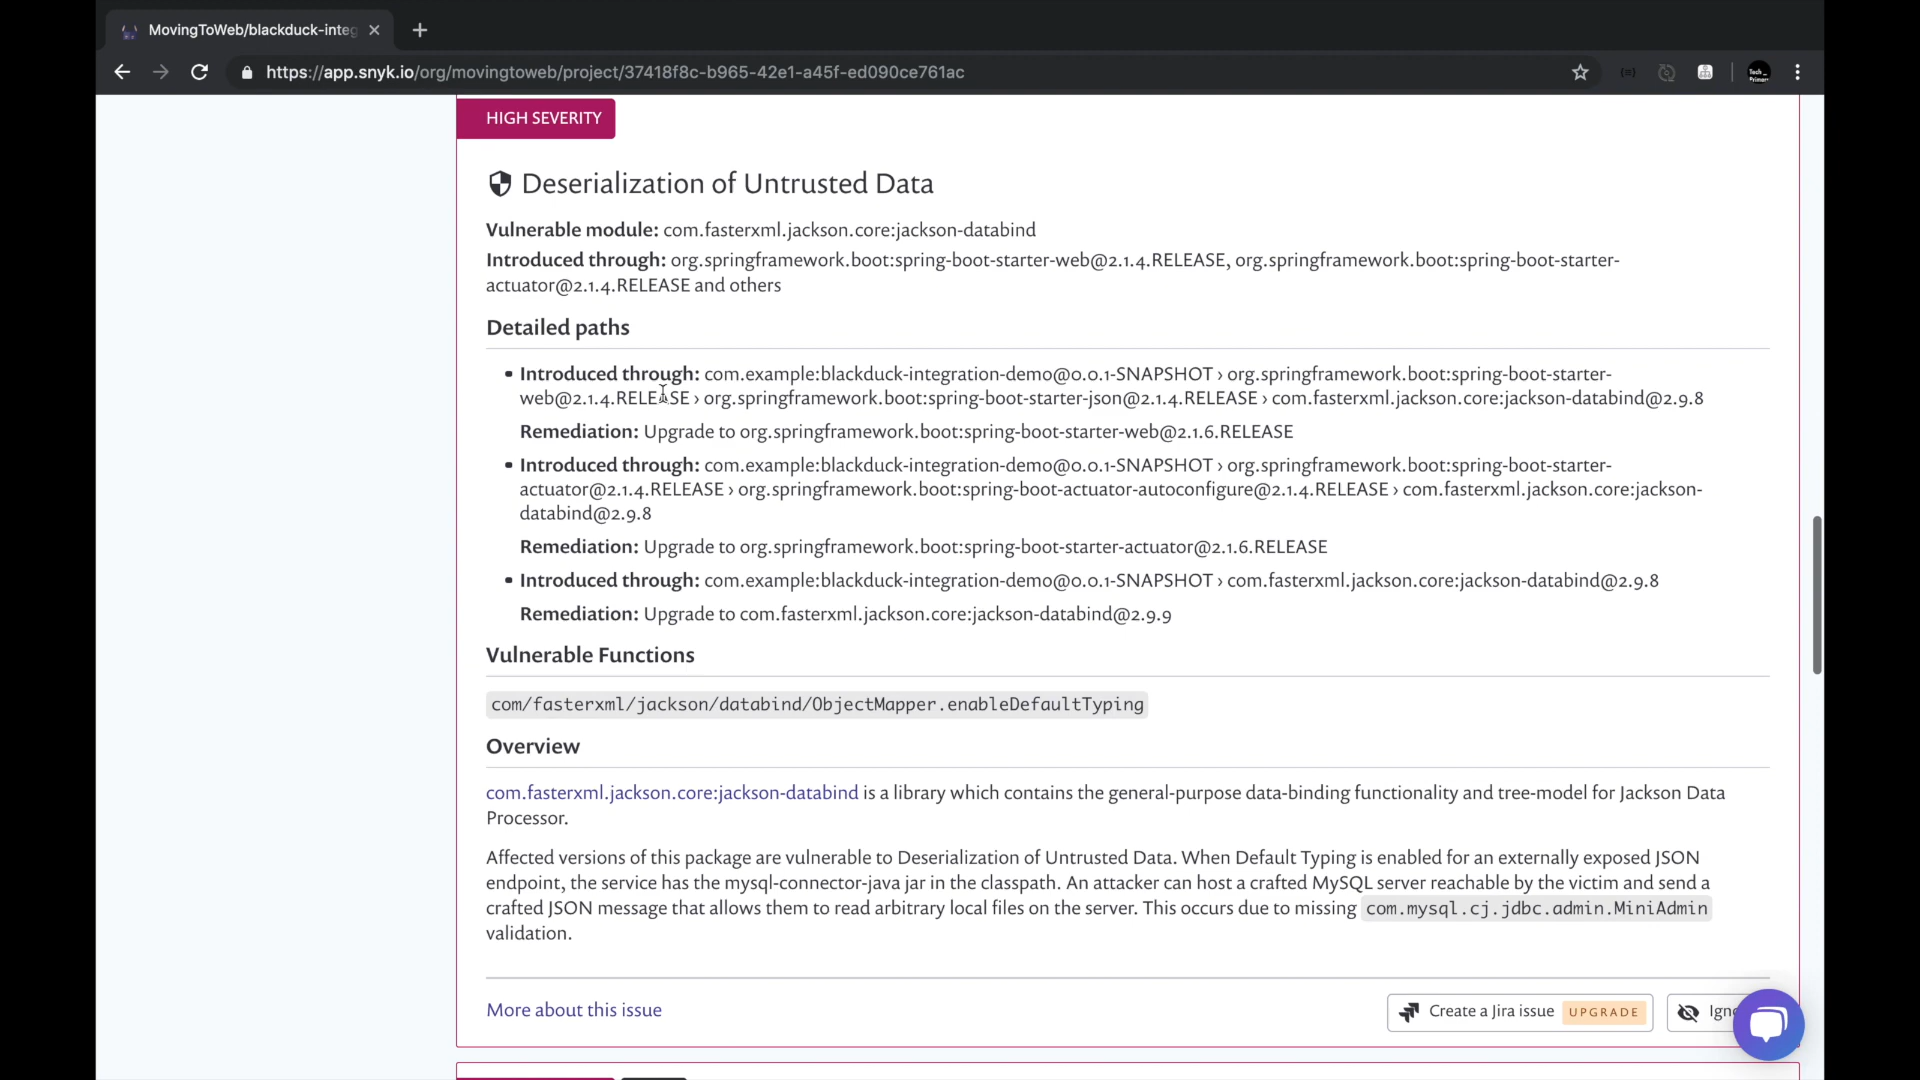 MovingToWeb/blackduck-integ
https://app.snyk.io/org/movingtoweb/project/37418f8c-b965-42e1-a45f-ed090ce761ac
HIGH SEVERITY
Deserialization of Untrusted Data
Vulnerable module: com.fasterxml.jackson.core:jackson-databind
Introduced through: org.springframework.boot:spring-boot-starter-web@2.1.4.RELEASE, org.springframework.boot:spring-boot-starter-
actuator@2.1.4.RELEASE and others
Detailed paths
• Introduced through: com.example:blackduck-integration-demo@0.0.1-SNAPSHOT › org.springframework.boot:spring-boot-starter-
web@2.1.4.RELEASE › org.springframework.boot:spring-boot-starter-json@2.1.4.RELEASE › com.fasterxml.jackson.core:jackson-databind@2.9.8
Remediation: Upgrade to org.springframework.boot:spring-boot-starter-web@2.1.6.RELEASE
• Introduced through: com.example:blackduck-integration-demo@0.0.1-SNAPSHOT › org.springframework.boot:spring-boot-starter-
actuator@2.1.4.RELEASE › org.springframework.boot:spring-boot-actuator-autoconfigure@2.1.4.RELEASE › com.fasterxml.jackson.core:jackson-
databind@2.9.8
Remediation: Upgrade to org.springframework.boot:spring-boot-starter-actuator@2.1.6.RELEASE
• Introduced through: com.example:blackduck-integration-demo@0.0.1-SNAPSHOT › com.fasterxml.jackson.core:jackson-databind@2.9.8
Remediation: Upgrade to com.fasterxml.jackson.core:jackson-databind@2.9.9
Vulnerable Functions
com/fasterxml/jackson/databind/ObjectMapper.enableDefaultTyping
Overview
com.fasterxml.jackson.core:jackson-databind is a library which contains the general-purpose data-binding functionality and tree-model for Jackson Data
Processor.
Affected versions of this package are vulnerable to Deserialization of Untrusted Data. When Default Typing is enabled for an externally exposed JSON
endpoint, the service has the mysql-connector-java jar in the classpath. An attacker can host a crafted MySQL server reachable by the victim and send a
crafted JSON message that allows them to read arbitrary local files on the server. This occurs due to missing com.mysql.cj.jdbc.admin.MiniAdmin
validation.
More about this issue
Create a Jira issue UPGRADE